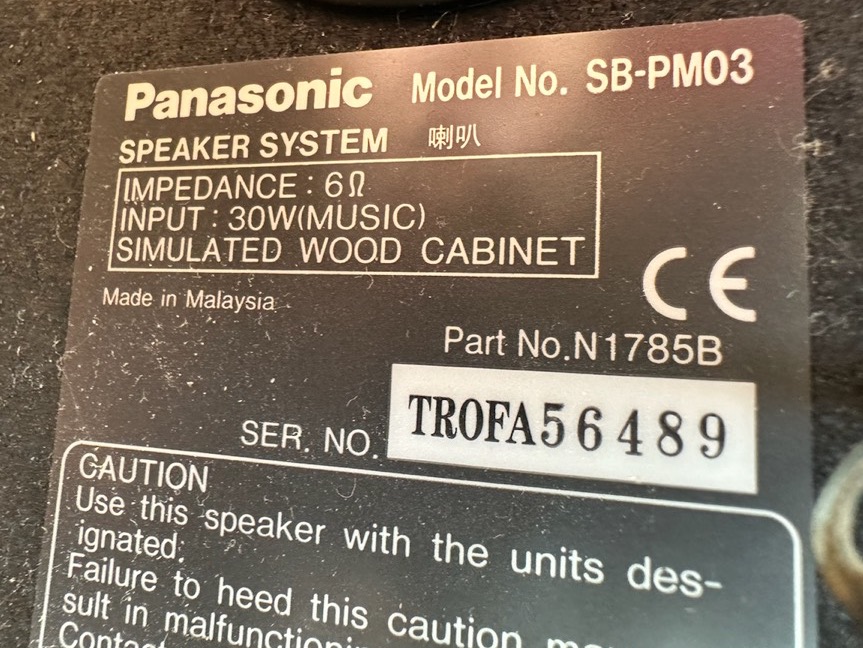 Panasonic Model No. SB-PM03
SPEAKER SYSTEM 喇叭
IMPEDANCE : 6Ω
INPUT : 30W(MUSIC)
SIMULATED WOOD CABINET
Made in Malaysia
CE
Part No.N1785B
SER. NO. TROFA56489
CAUTION
Use this speaker with the units des-
ignated.
Failure to heed this caution
sult in